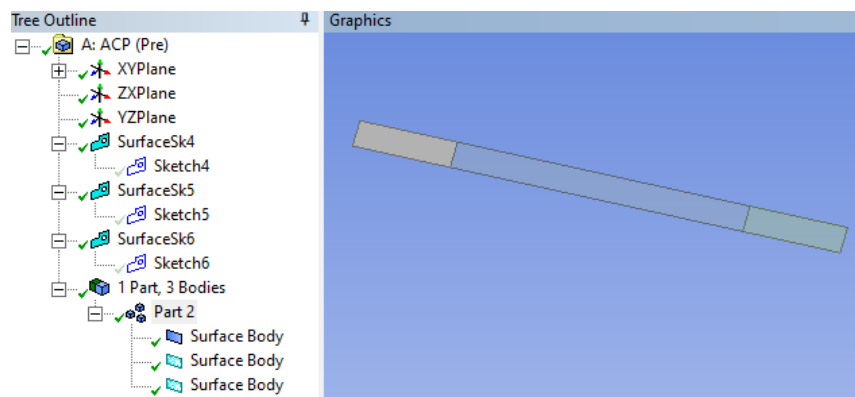 Tree Outline
Graphics
A: ACP (Pre)
XYPlane
ZXPlane
YZPlane
SurfaceSk4
Sketch4
SurfaceSk5
Sketch5
SurfaceSk6
Sketch6
1 Part, 3 Bodies
Part 2
Surface Body
Surface Body
Surface Body